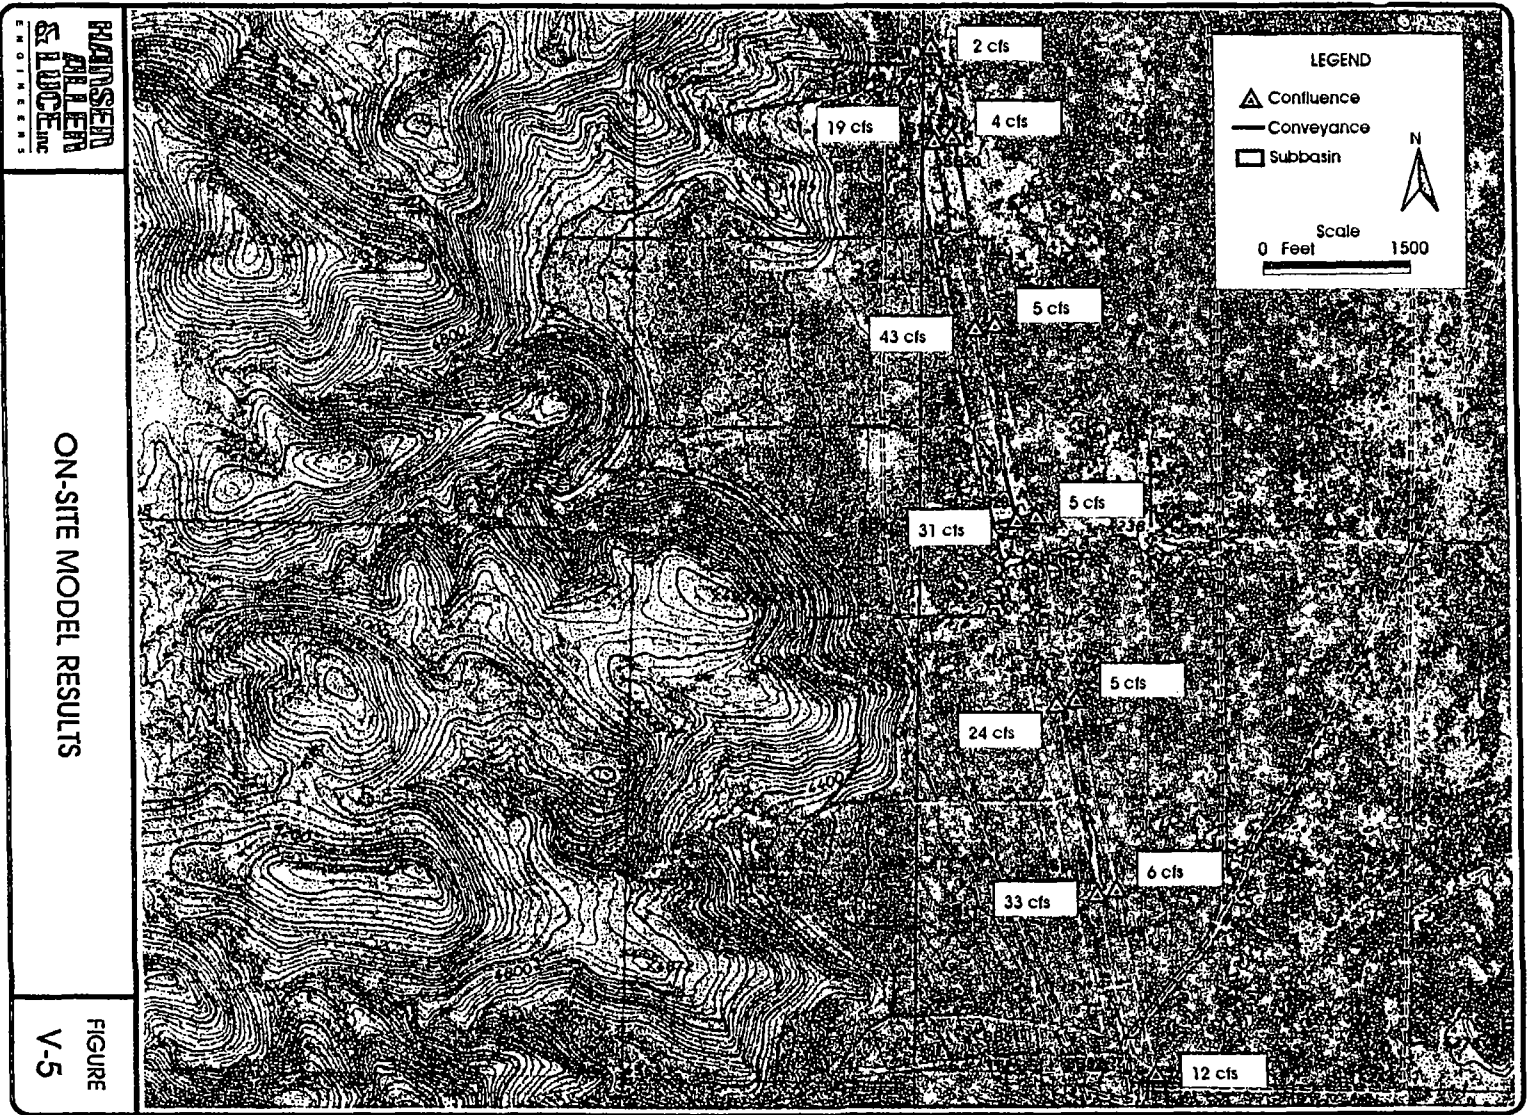 HANSEN
ALLEN
& LUCE inc
ENGINEERS
ON-SITE MODEL RESULTS
FIGURE
V-5
LEGEND
Confluence
Conveyance
Subbasin
N
Scale
0 Feet 1500
2 cfs
19 cfs
4 cfs
5 cfs
43 cfs
5 cfs
31 cfs
5 cfs
24 cfs
6 cfs
33 cfs
12 cfs